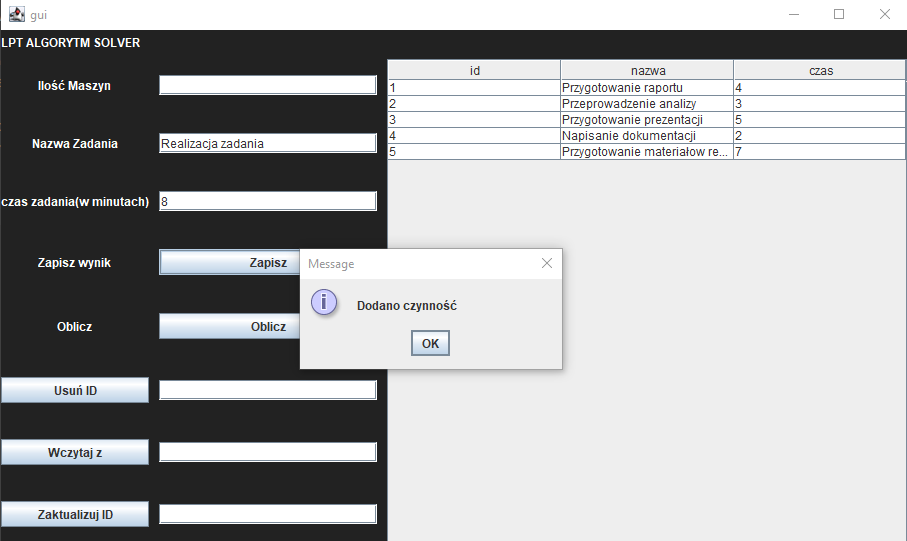 gui
LPT ALGORYTM SOLVER
Ilość Maszyn
Nazwa Zadania
Realizacja zadania
czas zadania(w minutach)
8
Zapisz wynik
Zapisz
Oblicz
Oblicz
Usuń ID
Wczytaj z
Zaktualizuj ID
id nazwa czas
1 Przygotowanie raportu 4
2 Przeprowadzenie analizy 3
3 Przygotowanie prezentacji 5
4 Napisanie dokumentacji 2
5 Przygotowanie materiałow re... 7
Message
i
Dodano czynność
OK